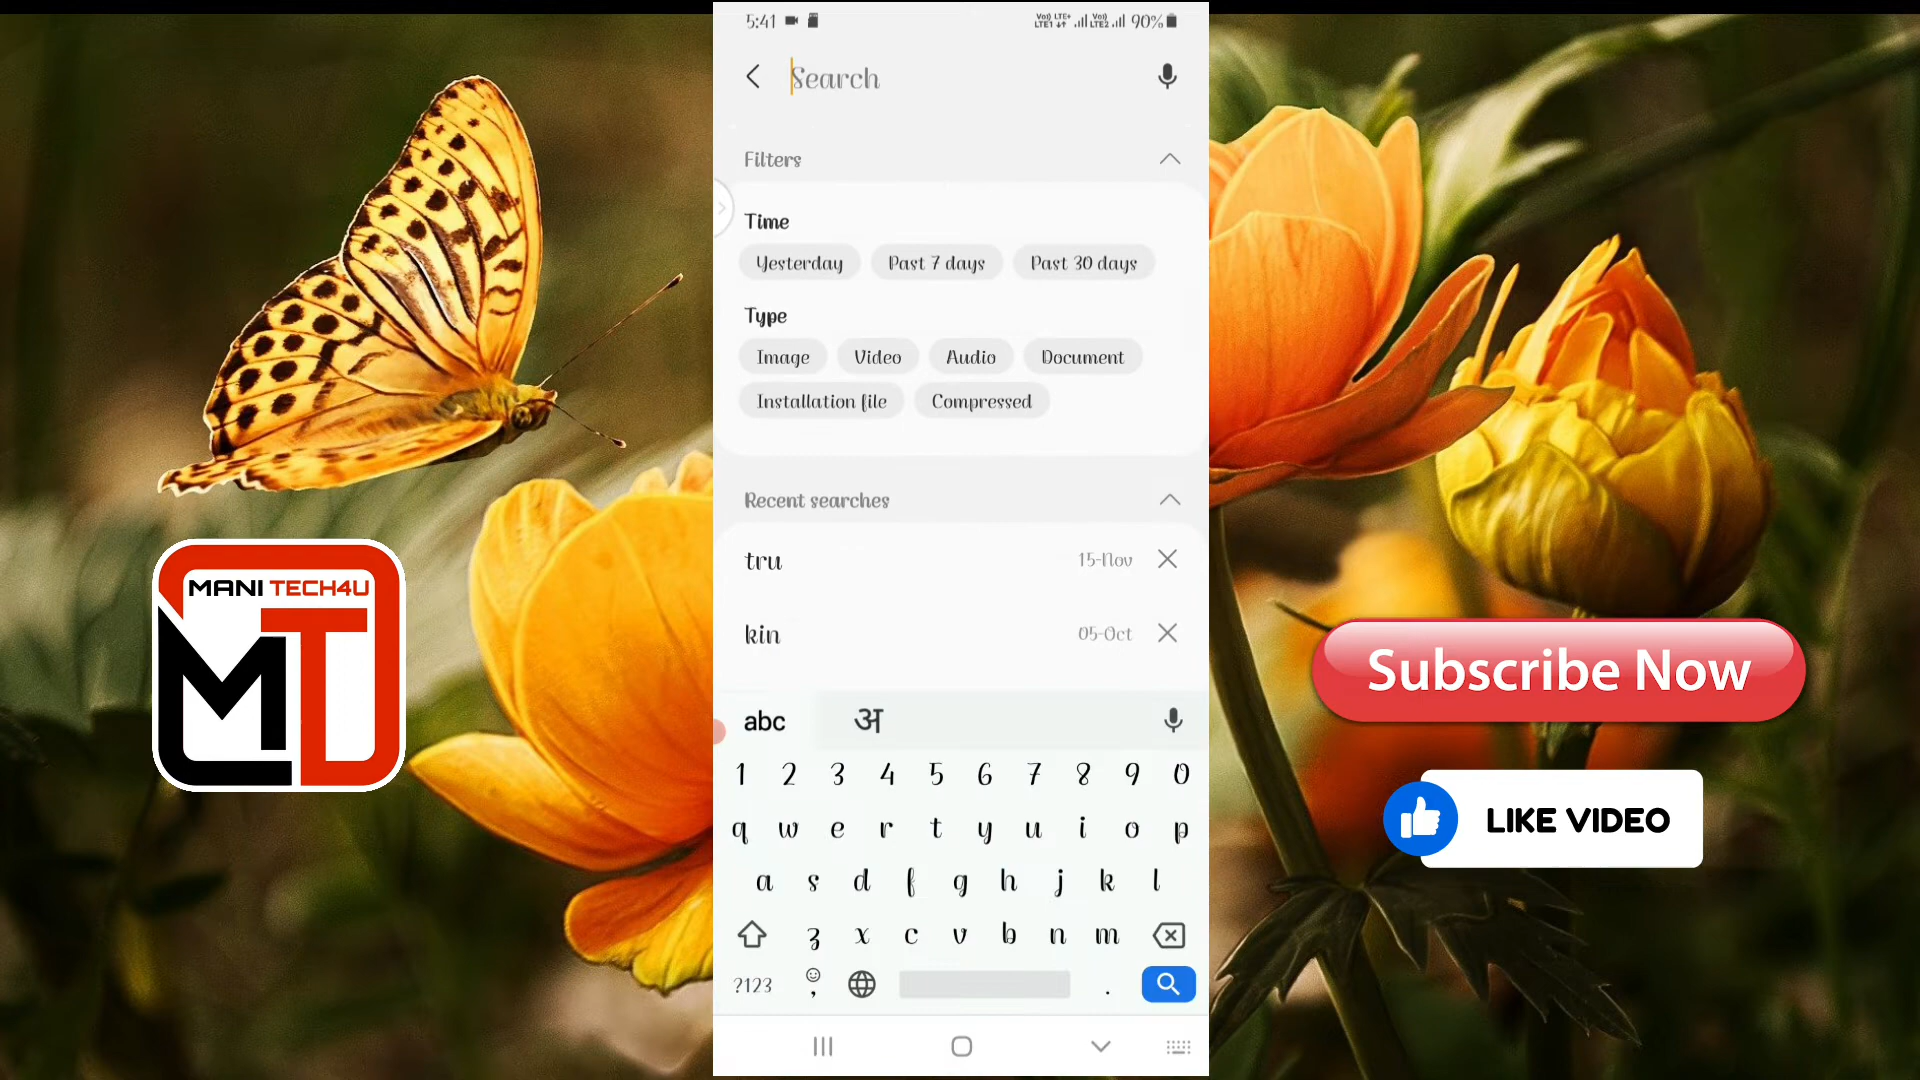 5:41
90%
Search
Filters
Time
Yesterday Past 7 days Past 30 days
Type
Image Video Audio Document
Installation file Compressed
Recent searches
tru 15-Nov
kin 05-Oct
abc अ
1 2 3 4 5 6 7 8 9 0
q w e r t y u i o p
a s d f g h j k l
z x c v b n m
?123 , .
MANI TECH4U
MT
Subscribe Now
LIKE VIDEO